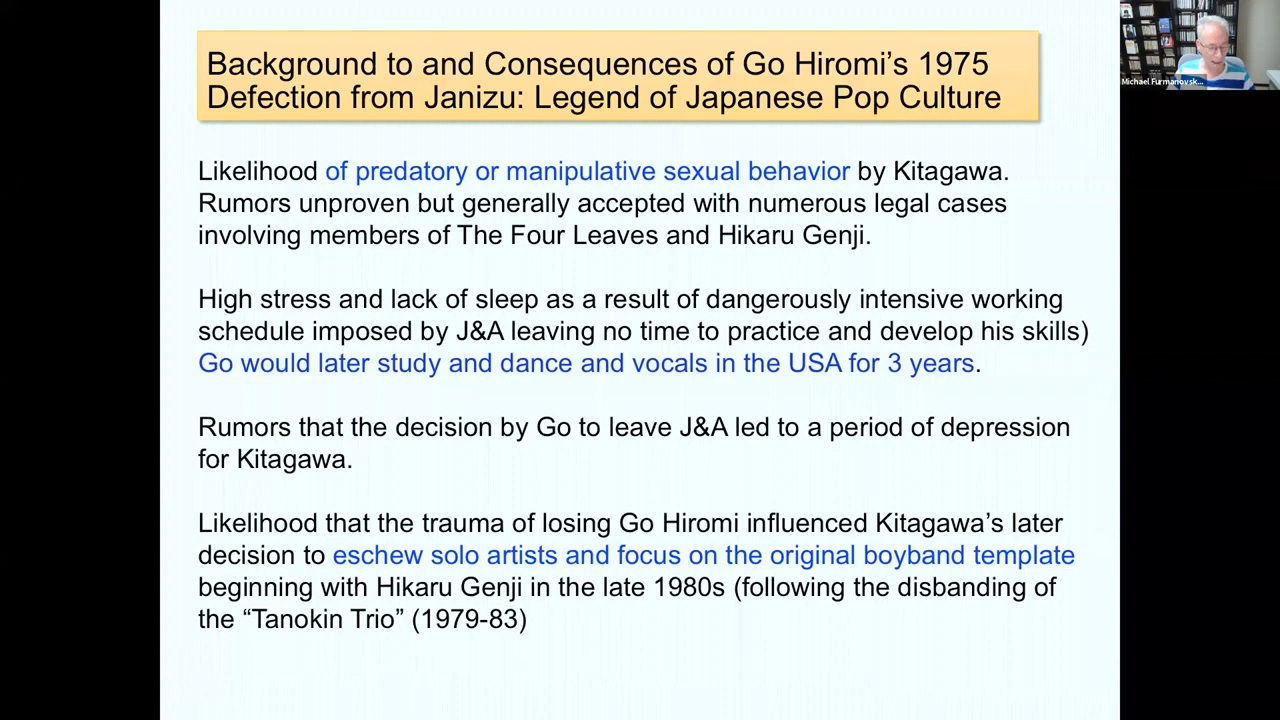 Background to and Consequences of Go Hiromi’s 1975
Defection from Janizu: Legend of Japanese Pop Culture
Likelihood of predatory or manipulative sexual behavior by Kitagawa.
Rumors unproven but generally accepted with numerous legal cases
involving members of The Four Leaves and Hikaru Genji.
High stress and lack of sleep as a result of dangerously intensive working
schedule imposed by J&A leaving no time to practice and develop his skills)
Go would later study and dance and vocals in the USA for 3 years.
Rumors that the decision by Go to leave J&A led to a period of depression
for Kitagawa.
Likelihood that the trauma of losing Go Hiromi influenced Kitagawa’s later
decision to eschew solo artists and focus on the original boyband template
beginning with Hikaru Genji in the late 1980s (following the disbanding of
the “Tanokin Trio” (1979-83)
Michael Furmanovsk...